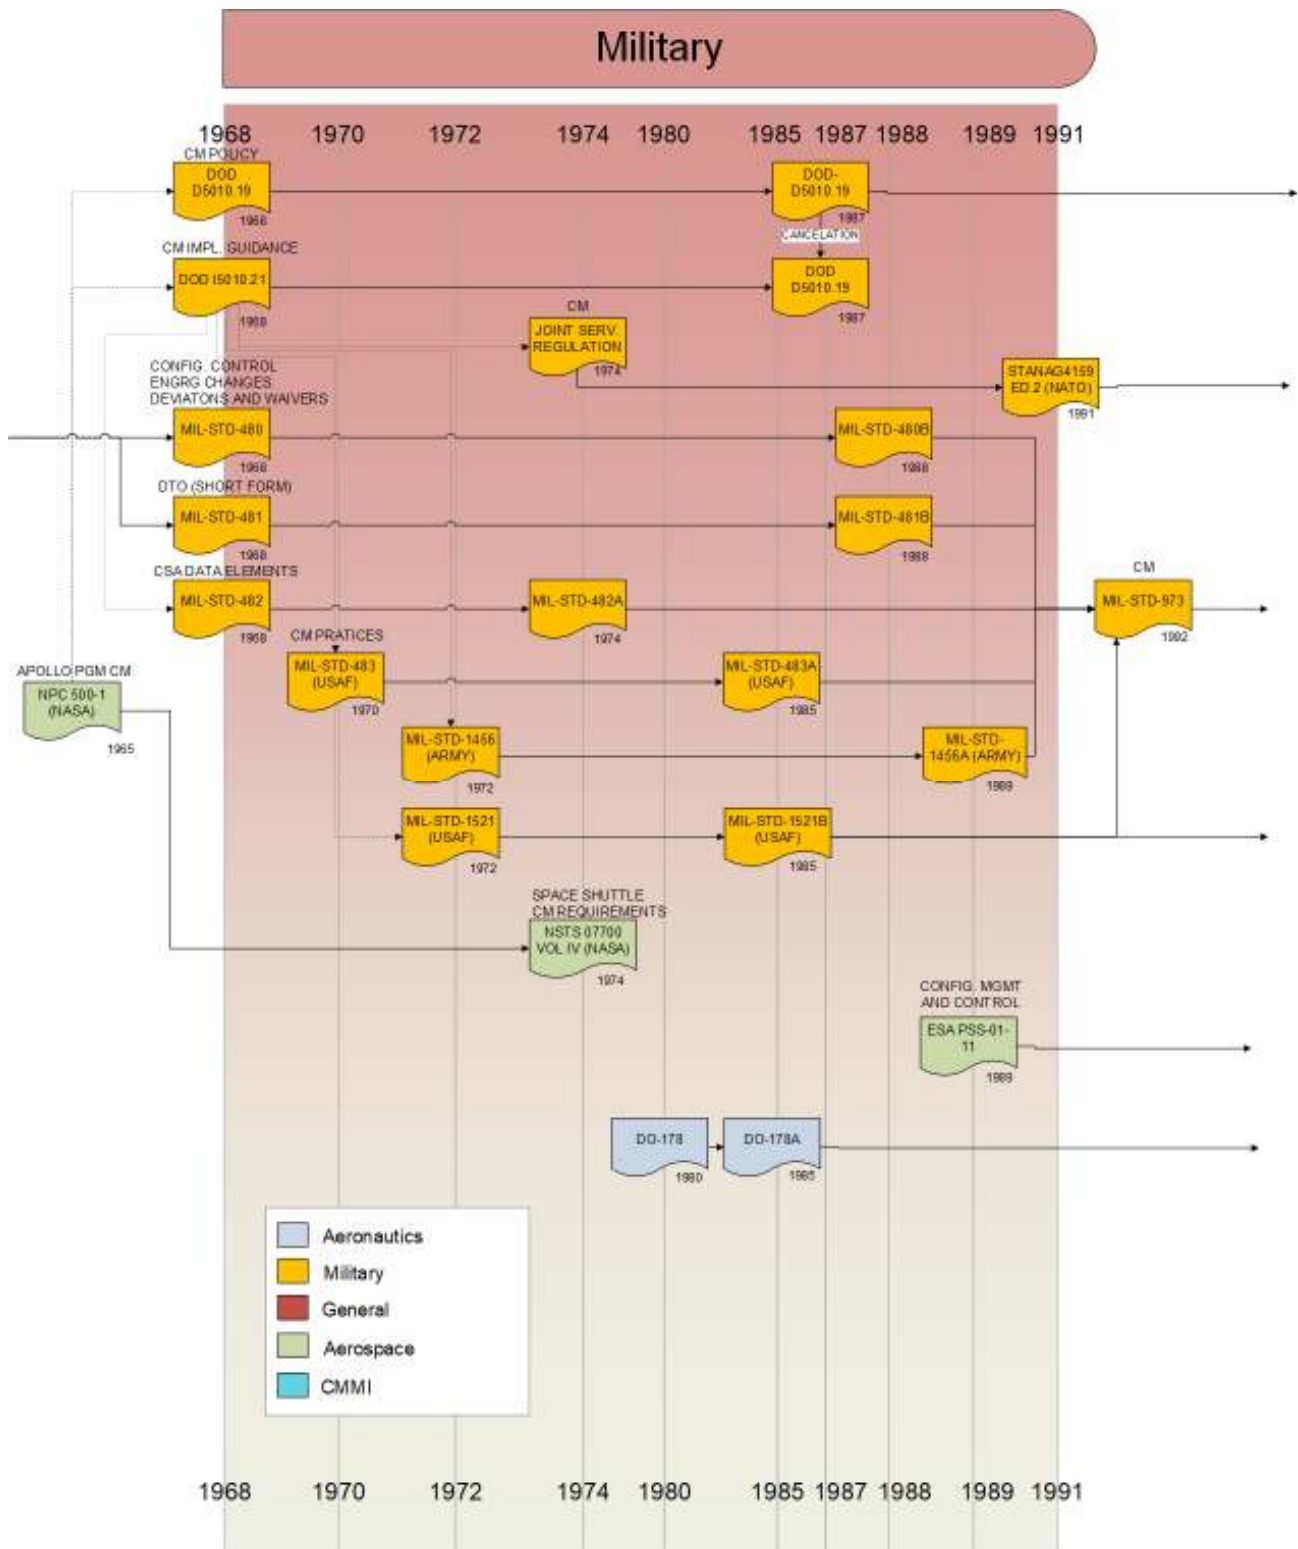 Military
1968 1970 1972 1974 1980 1985 1987 1988 1989 1991
CM POLICY
DOD
D5010.19
1968
DOD-
D5010.19
1987
CANCELATION
CM IMPL. GUIDANCE
DOD I5010.21
1968
DOD
D5010.19
1987
CM
JOINT SERV.
REGULATION
1974
STANAG4159
ED.2 (NATO)
1991
CONFIG. CONTROL
ENGRG CHANGES
DEVIATONS AND WAIVERS
MIL-STD-480
1968
MIL-STD-480B
1988
DTO (SHORT FORM)
MIL-STD-481
1968
MIL-STD-481B
1988
CSA DATA ELEMENTS
MIL-STD-482
1968
MIL-STD-482A
1974
CM
MIL-STD-973
1992
CM PRATICES
MIL-STD-483
(USAF)
1970
MIL-STD-483A
(USAF)
1985
APOLLO PGM CM
NPC 500-1
(NASA)
1965
MIL-STD-1456
(ARMY)
1972
MIL-STD-
1456A (ARMY)
1989
MIL-STD-1521
(USAF)
1972
MIL-STD-1521B
(USAF)
1985
SPACE SHUTTLE
CM REQUIREMENTS
NSTS 07700
VOL IV (NASA)
1974
CONFIG. MGMT
AND CONTROL
ESA PSS-01-
11
1989
DO-178
1980
DO-178A
1985
Aeronautics
Military
General
Aerospace
CMMI
1968 1970 1972 1974 1980 1985 1987 1988 1989 1991